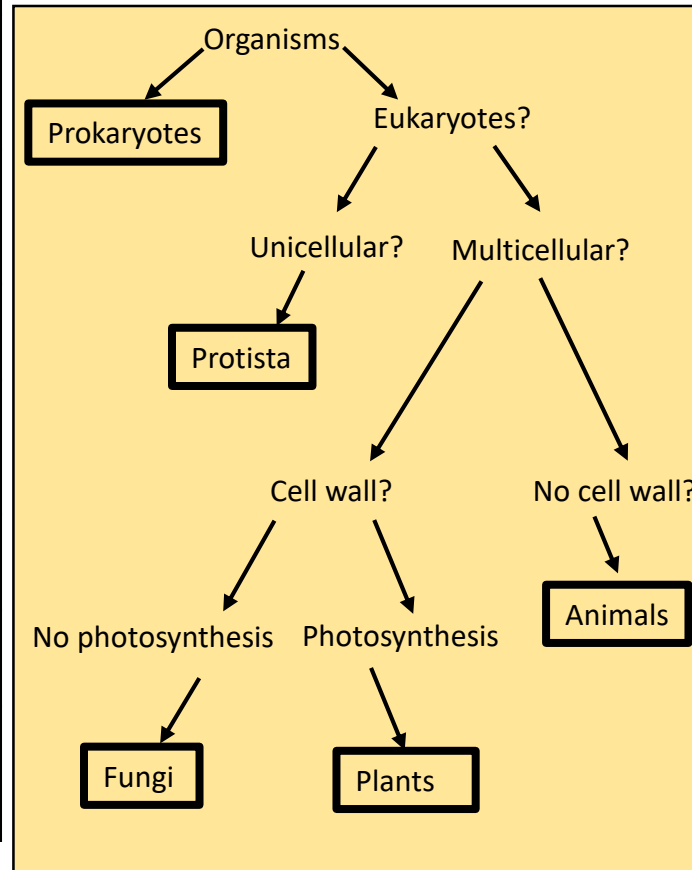 Organisms
Prokaryotes
Eukaryotes?
Unicellular?
Multicellular?
Protista
Cell wall?
No cell wall?
Animals
No photosynthesis
Photosynthesis
Fungi
Plants